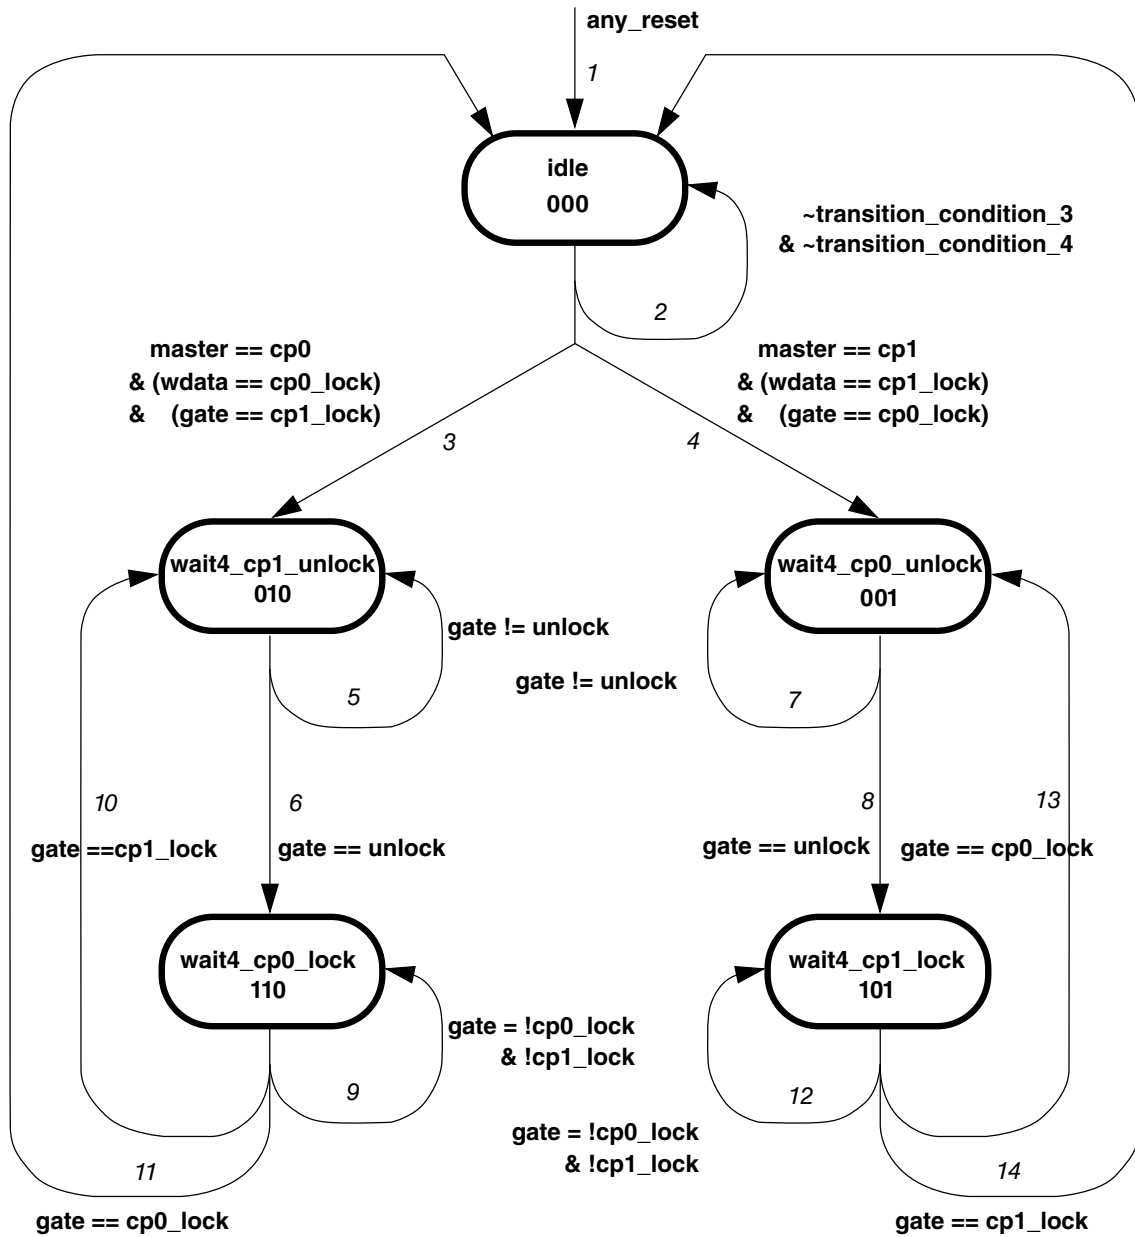 any_reset
1
idle
000
~transition_condition_3
& ~transition_condition_4
2
master == cp0
& (wdata == cp0_lock)
& (gate == cp1_lock)
master == cp1
& (wdata == cp1_lock)
& (gate == cp0_lock)
3
4
wait4_cp1_unlock
010
wait4_cp0_unlock
001
gate != unlock
gate != unlock
5
7
10
6
8
13
gate ==cp1_lock
gate == unlock
gate == unlock
gate == cp0_lock
wait4_cp0_lock
110
wait4_cp1_lock
101
gate = !cp0_lock
& !cp1_lock
9
12
gate = !cp0_lock
& !cp1_lock
11
14
gate == cp0_lock
gate == cp1_lock